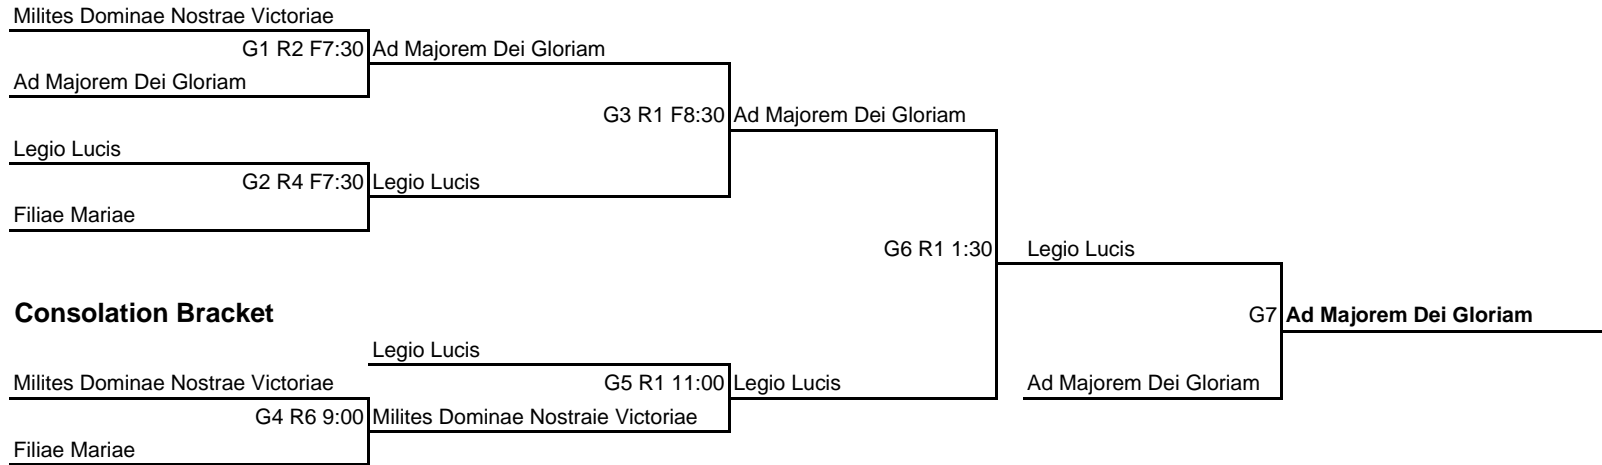 Milites Dominae Nostrae Victoriae
G1 R2 F7:30 Ad Majorem Dei Gloriam
Ad Majorem Dei Gloriam
G3 R1 F8:30 Ad Majorem Dei Gloriam
Legio Lucis
G2 R4 F7:30 Legio Lucis
Filiae Mariae
G6 R1 1:30 Legio Lucis
Consolation Bracket
G7 Ad Majorem Dei Gloriam
Legio Lucis
Milites Dominae Nostrae Victoriae
G5 R1 11:00 Legio Lucis
Ad Majorem Dei Gloriam
G4 R6 9:00 Milites Dominae Nostraie Victoriae
Filiae Mariae